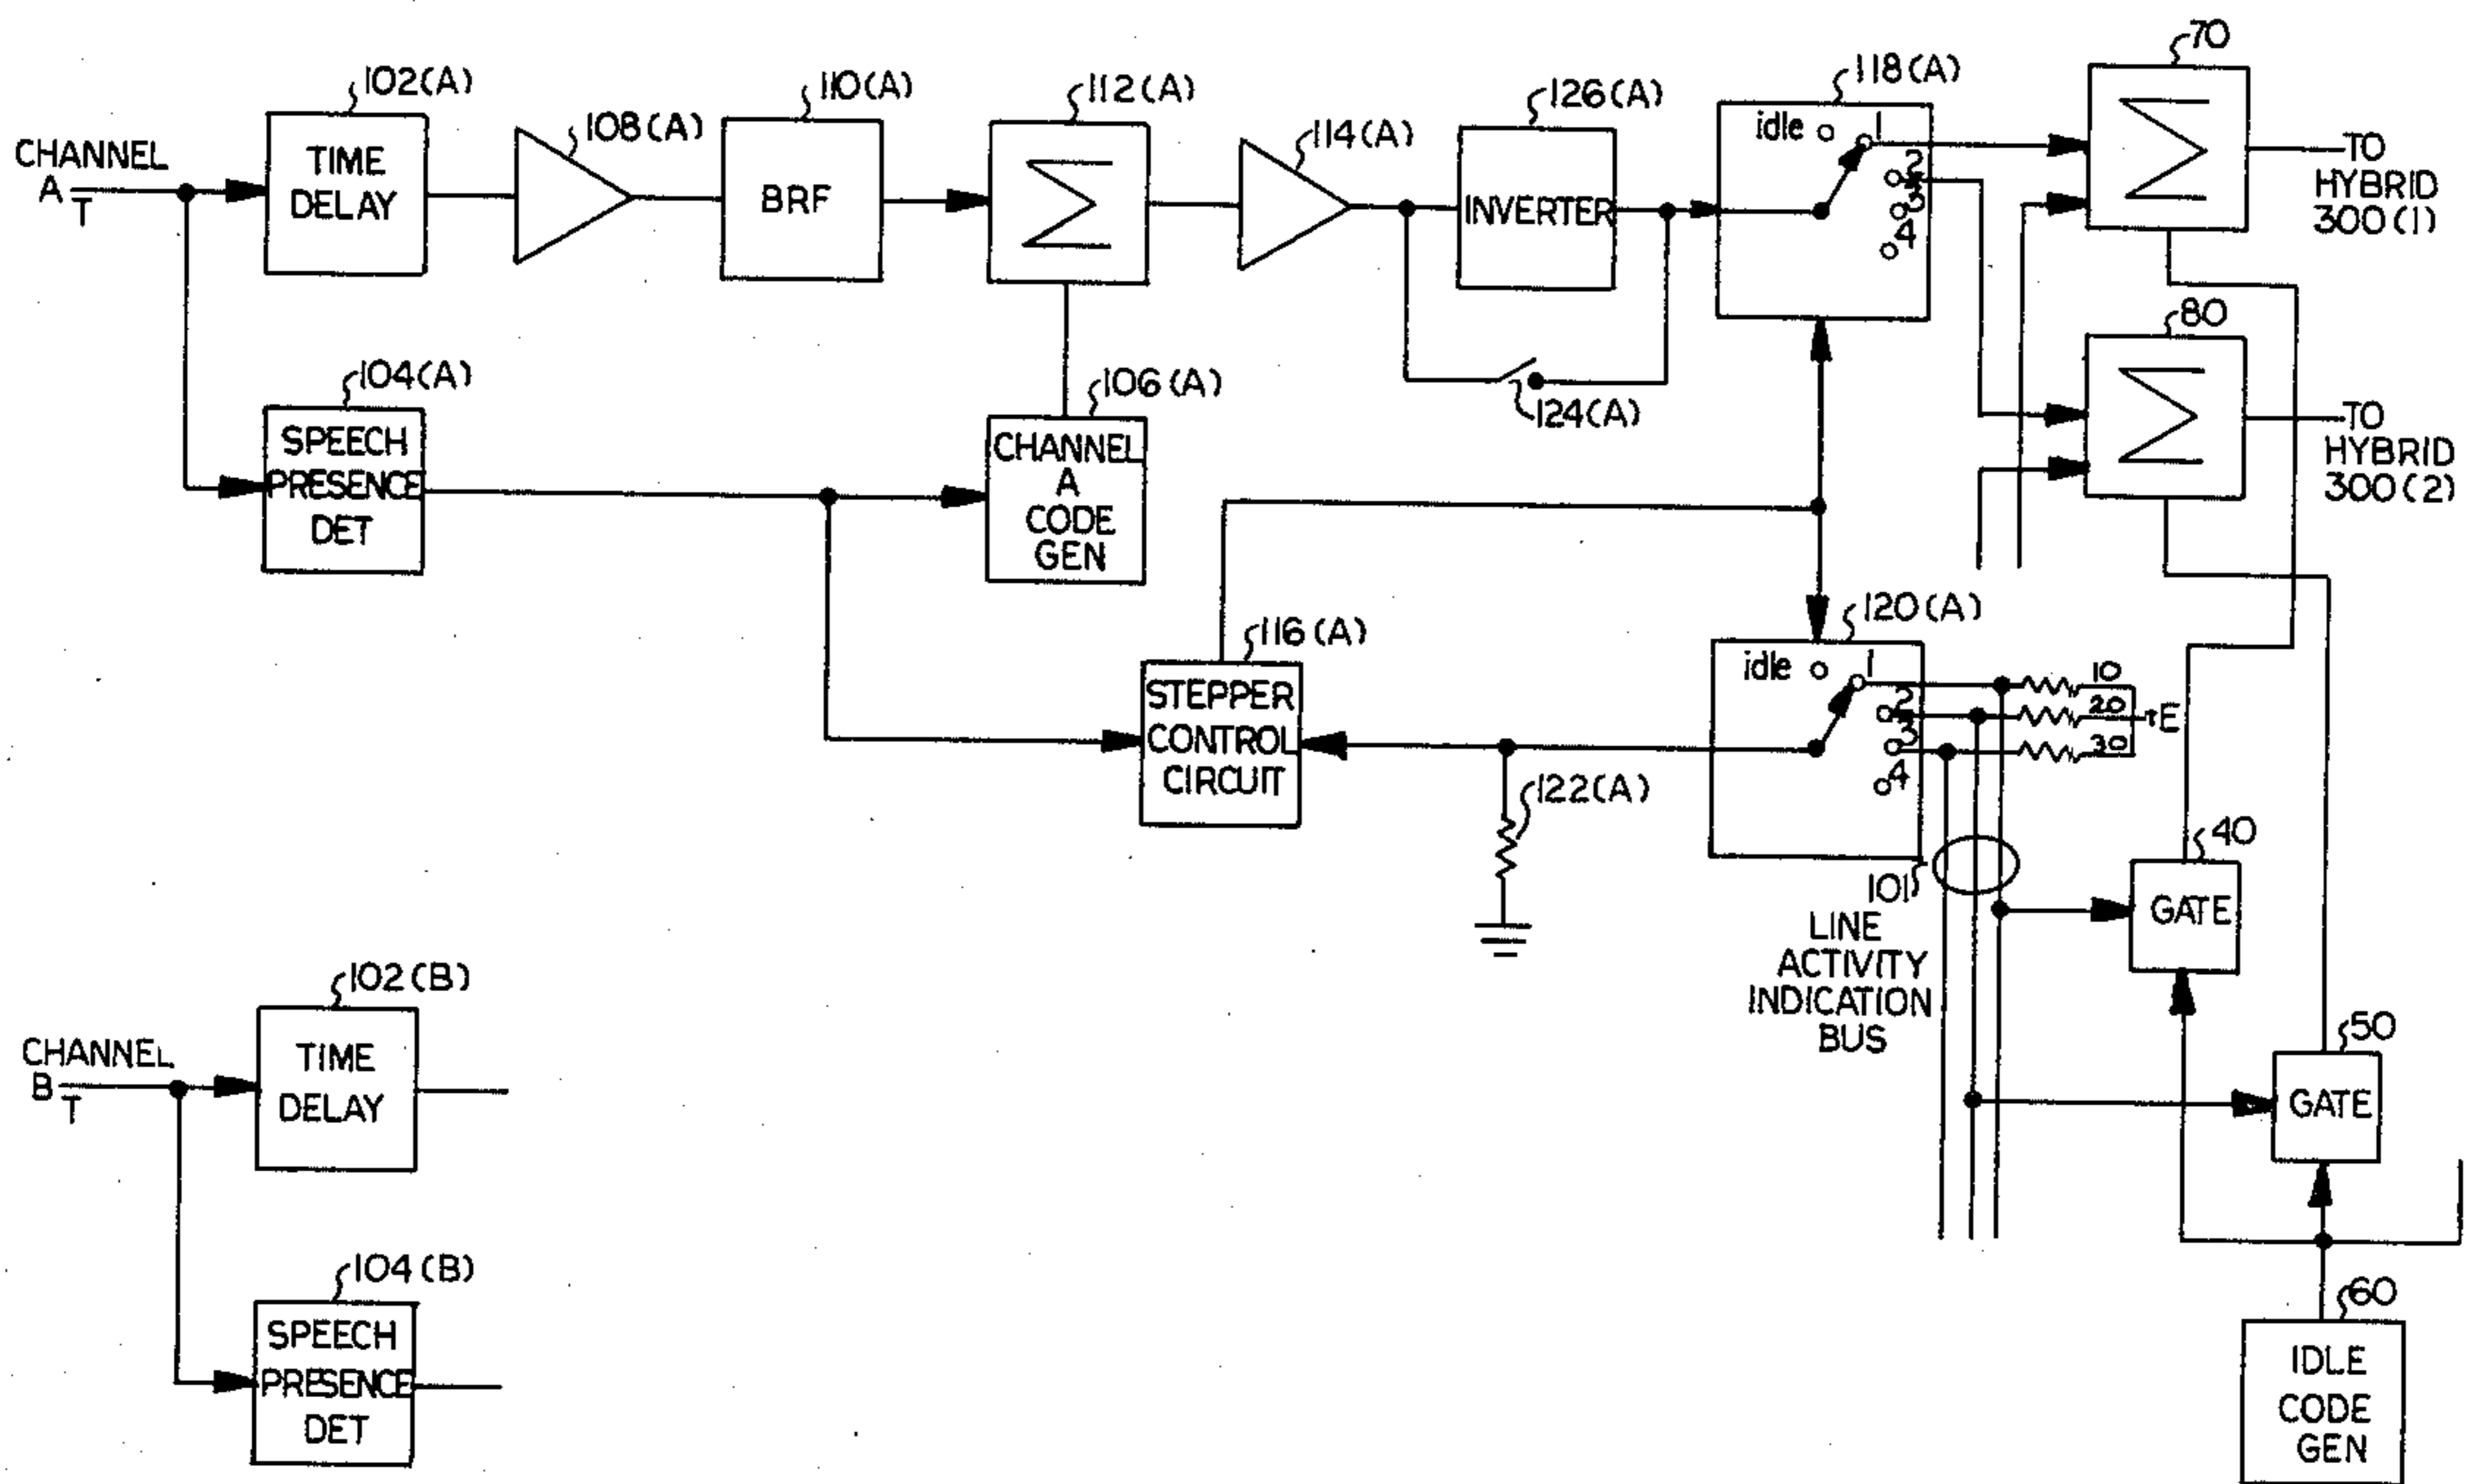 70
102(A)
108(A)
110(A)
112(A)
114(A)
126(A)
118(A)
CHANNEL
A
T
TIME
DELAY
BRF
INVERTER
idle
1
2
3
4
TO
HYBRID
300(1)
80
104(A)
SPEECH
PRESENCE
DET
106(A)
CHANNEL
A
CODE
GEN
124(A)
TO
HYBRID
300(2)
116(A)
STEPPER
CONTROL
CIRCUIT
120(A)
idle
1
2
3
4
10
20
30
E
122(A)
101
LINE
ACTIVITY
INDICATION
BUS
40
GATE
50
GATE
102(B)
CHANNEL
B
T
TIME
DELAY
104(B)
SPEECH
PRESENCE
DET
60
IDLE
CODE
GEN